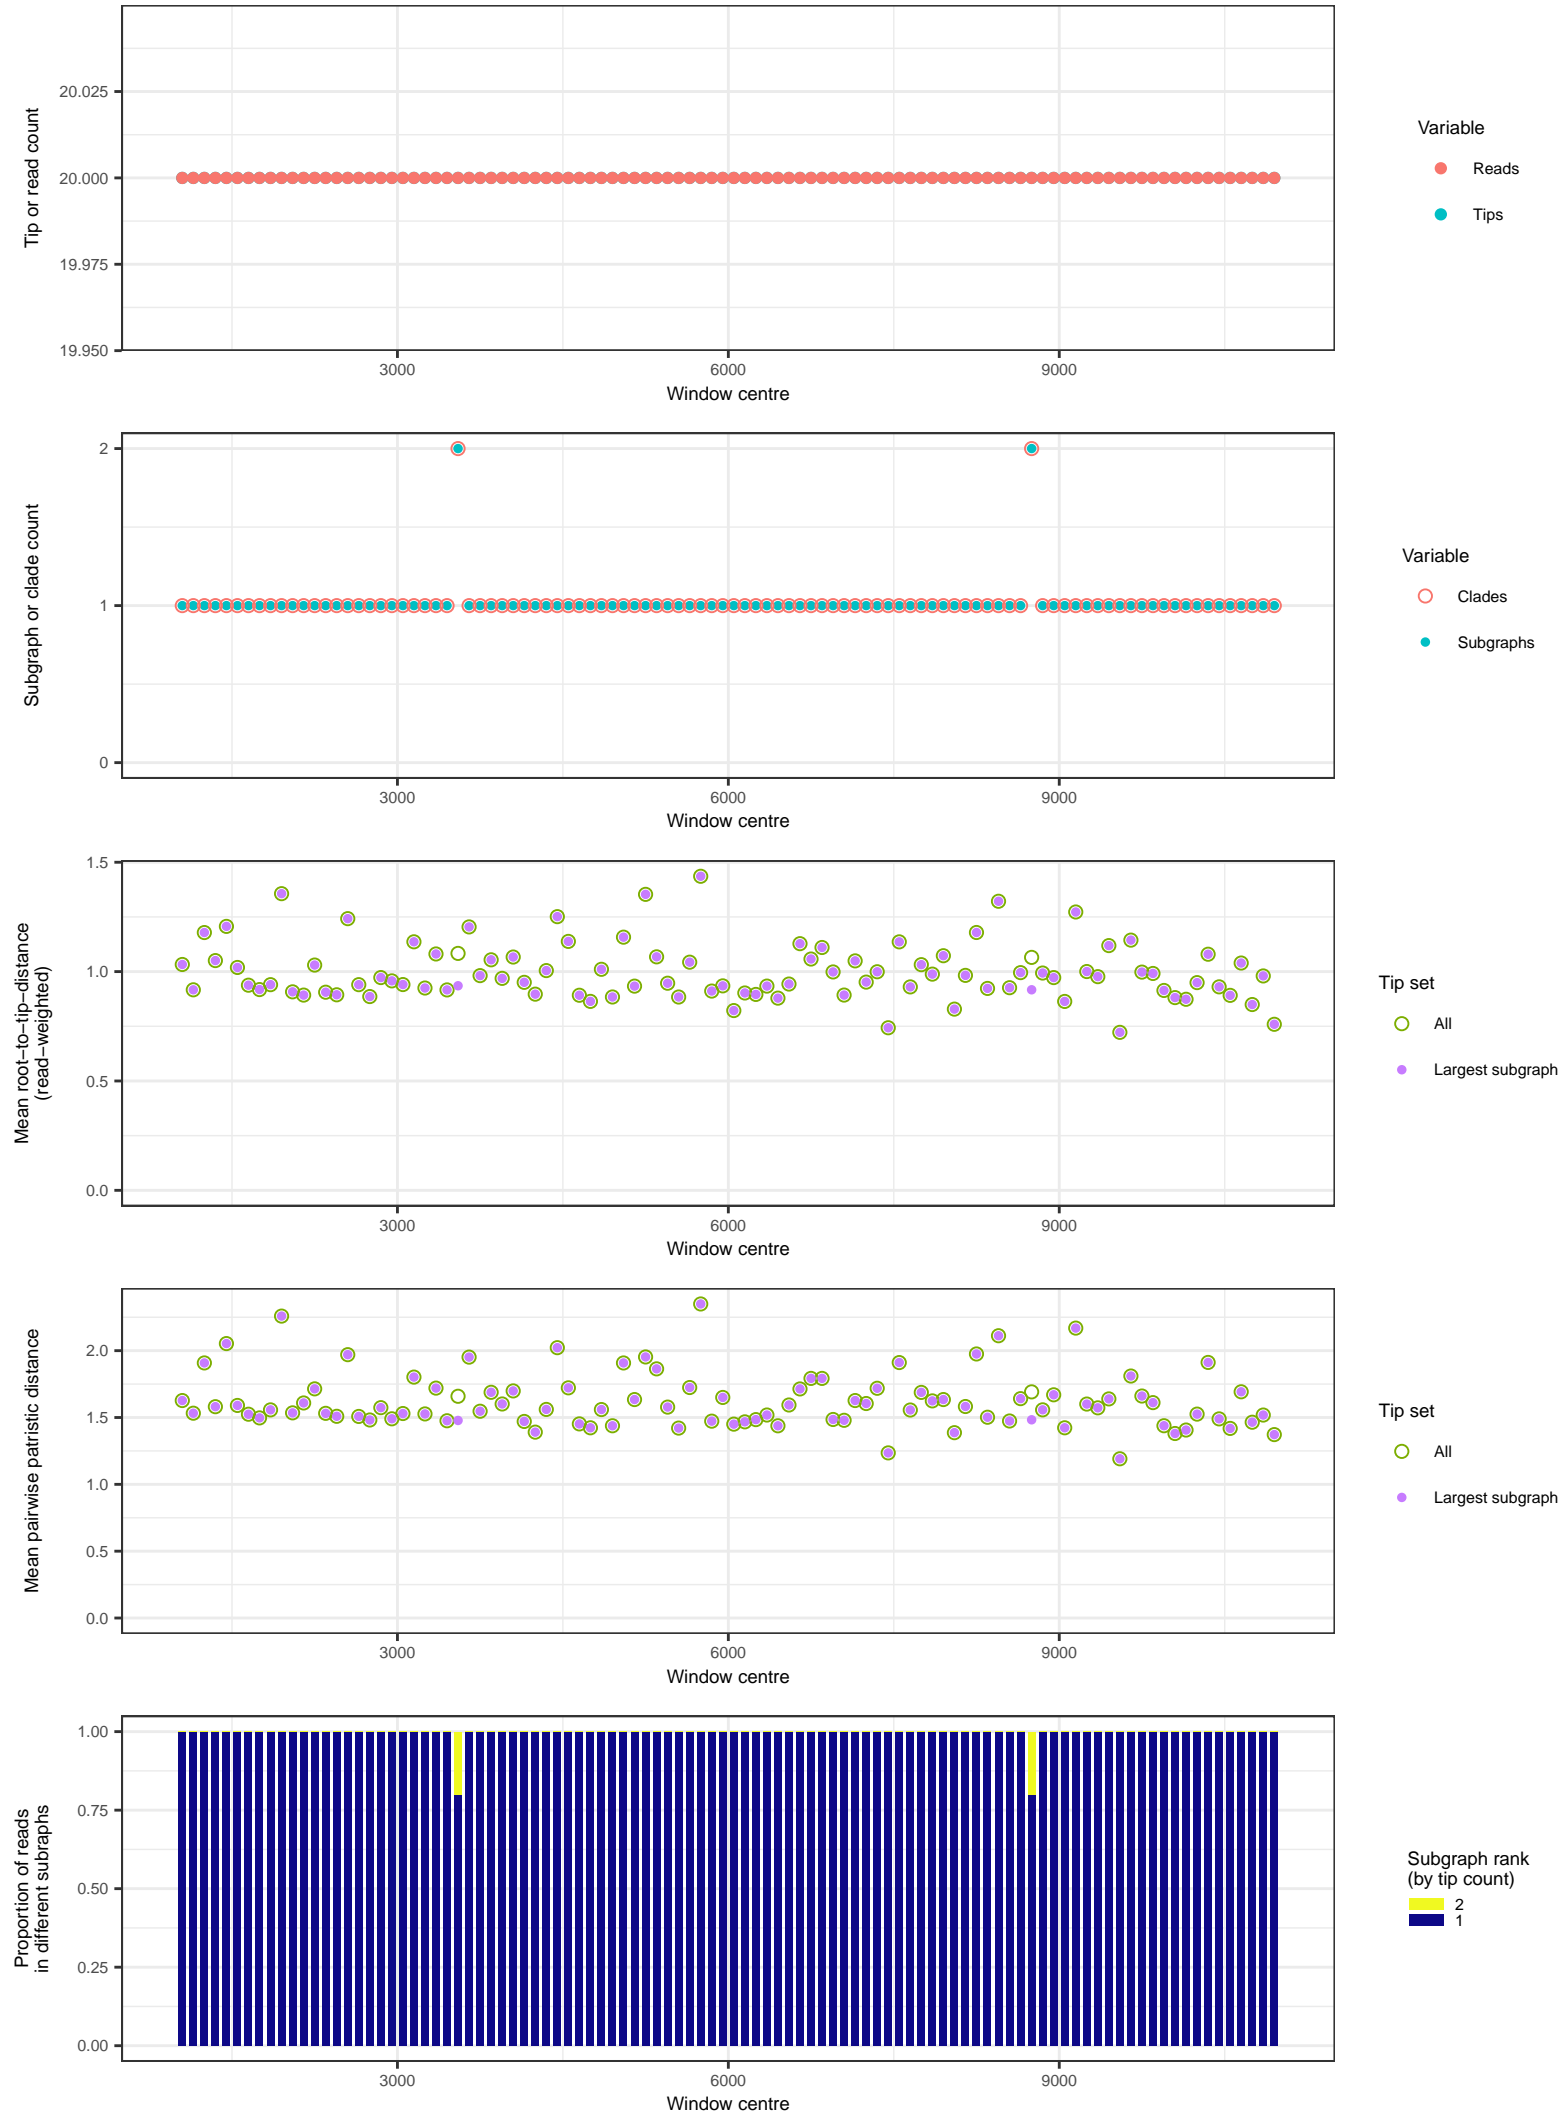 Tip or read count
20.025
20.000
19.975
19.950
3000 6000 9000
Window centre
Variable
Reads
Tips
Subgraph or clade count
2
1
0
3000 6000 9000
Window centre
Variable
Clades
Subgraphs
Mean root−to−tip−distance
(read−weighted)
1.5
1.0
0.5
0.0
3000 6000 9000
Window centre
Tip set
All
Largest subgraph
Mean pairwise patristic distance
2.0
1.5
1.0
0.5
0.0
3000 6000 9000
Window centre
Tip set
All
Largest subgraph
Proportion of reads
in different subraphs
1.00
0.75
0.50
0.25
0.00
3000 6000 9000
Window centre
Subgraph rank
(by tip count)
2
1